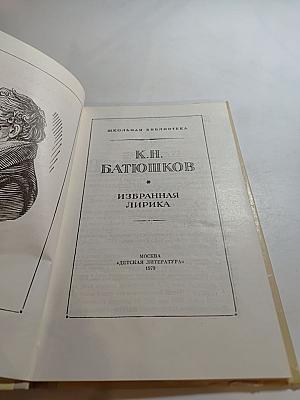 ШКОЛЬНАЯ БИБЛИОТЕКА
К.Н.
БАТЮШКОВ
ИЗБРАННАЯ
ЛИРИКА
МОСКВА
«ДЕТСКАЯ ЛИТЕРАТУРА»
1979